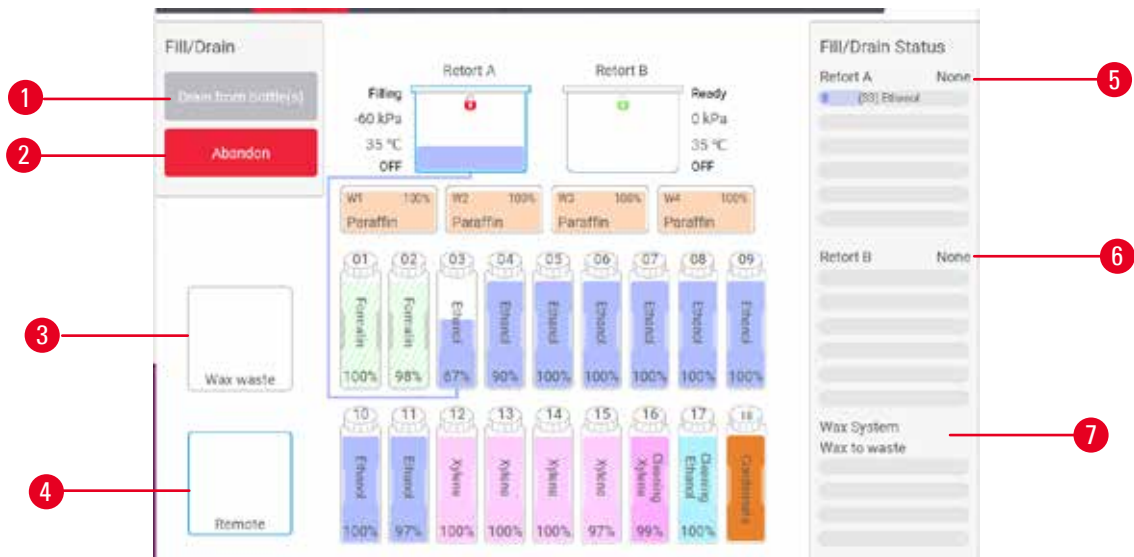 Fill/Drain
Drain from bottle(s)
Abandon
1
2
3
4
5
6
7
Wax waste
Remote
Retort A
Retort B
Filling
-60 kPa
35 °C
OFF
Ready
0 kPa
35 °C
OFF
W1 100%
Paraffin
W2 100%
Paraffin
W3 100%
Paraffin
W4 100%
Paraffin
01 02 03 04 05 06 07 08 09
Formalin
Formalin
Ethanol
Ethanol
Ethanol
Ethanol
Ethanol
Ethanol
Ethanol
100% 98% 67% 90% 100% 100% 100% 100% 100%
10 11 12 13 14 15 16 17 18
Ethanol
Ethanol
Xylene
Xylene
Xylene
Xylene
Cleaning
Xylene
Cleaning
Ethanol
Condensate
100% 97% 100% 100% 100% 97% 99% 100%
Fill/Drain Status
Retort A None
(S3) Ethanol
Retort B None
Wax System
Wax to waste